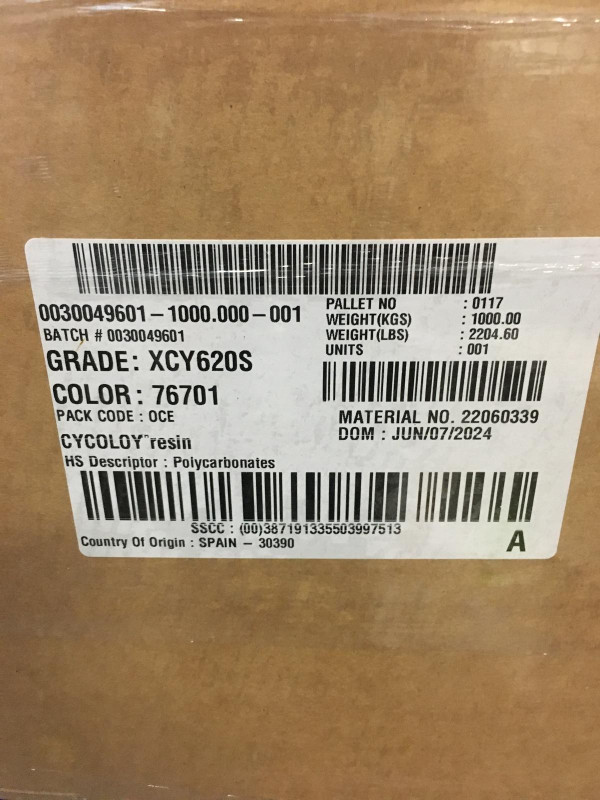 0030049601-1000.000-001
BATCH # 0030049601
GRADE: XCY620S
COLOR: 76701
PACK CODE : OCE
CYCOLOY™resin
HS Descriptor : Polycarbonates
PALLET NO : 0117
WEIGHT(KGS) : 1000.00
WEIGHT(LBS) : 2204.60
UNITS : 001
MATERIAL NO. 22060339
DOM : JUN/07/2024
SSCC : (00)387191335503997513
Country Of Origin : SPAIN - 30390
A